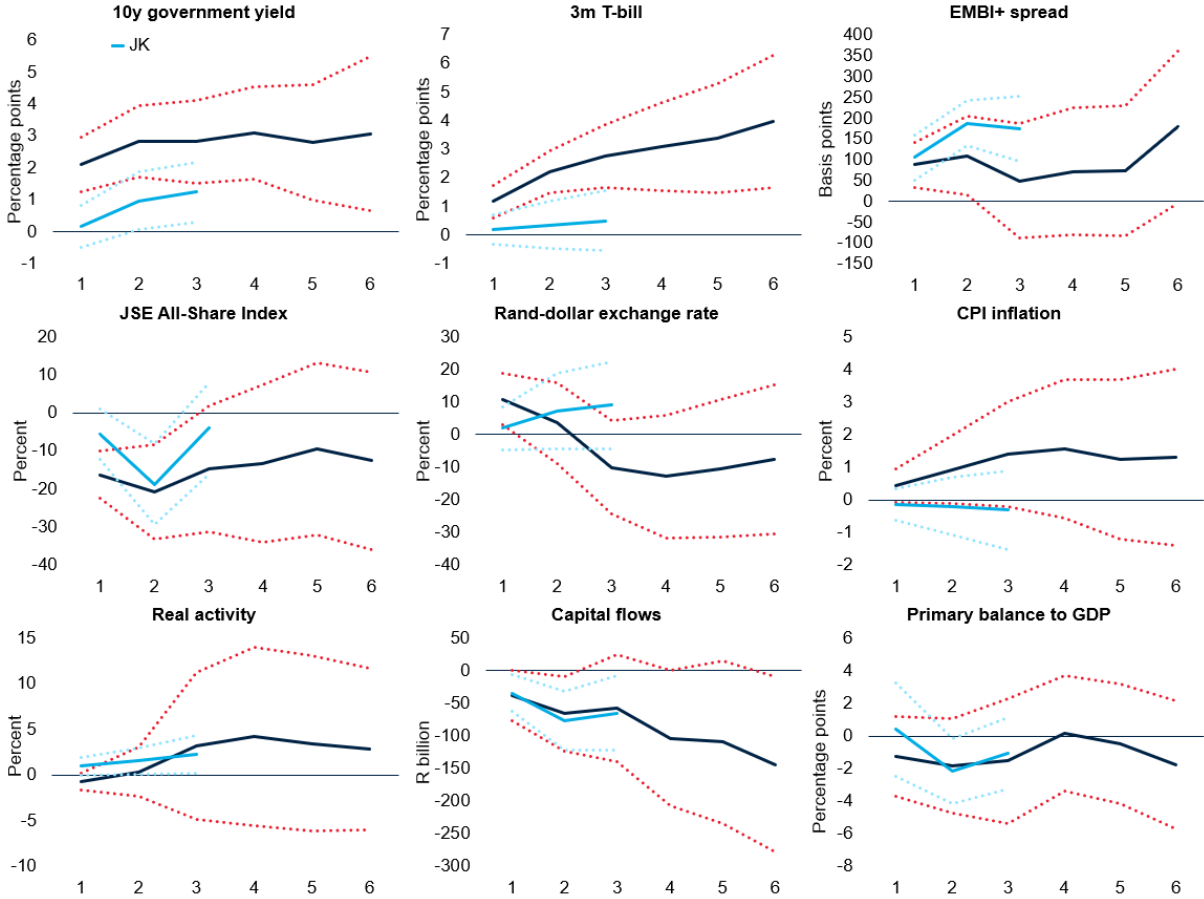 10y government yield
Percentage points
6
5
4
3
2
1
0
-1
JK
1 2 3 4 5 6
3m T-bill
Percentage points
7
6
5
4
3
2
1
0
-1
1 2 3 4 5 6
EMBI+ spread
Basis points
400
350
300
250
200
150
100
50
0
-50
-100
-150
1 2 3 4 5 6
JSE All-Share Index
Percent
20
10
0
-10
-20
-30
-40
1 2 3 4 5 6
Rand-dollar exchange rate
Percent
30
20
10
0
-10
-20
-30
-40
1 2 3 4 5 6
CPI inflation
Percent
5
4
3
2
1
0
-1
-2
1 2 3 4 5 6
Real activity
Percent
15
10
5
0
-5
-10
1 2 3 4 5 6
Capital flows
R billion
50
0
-50
-100
-150
-200
-250
-300
1 2 3 4 5 6
Primary balance to GDP
Percentage points
6
4
2
0
-2
-4
-6
-8
1 2 3 4 5 6